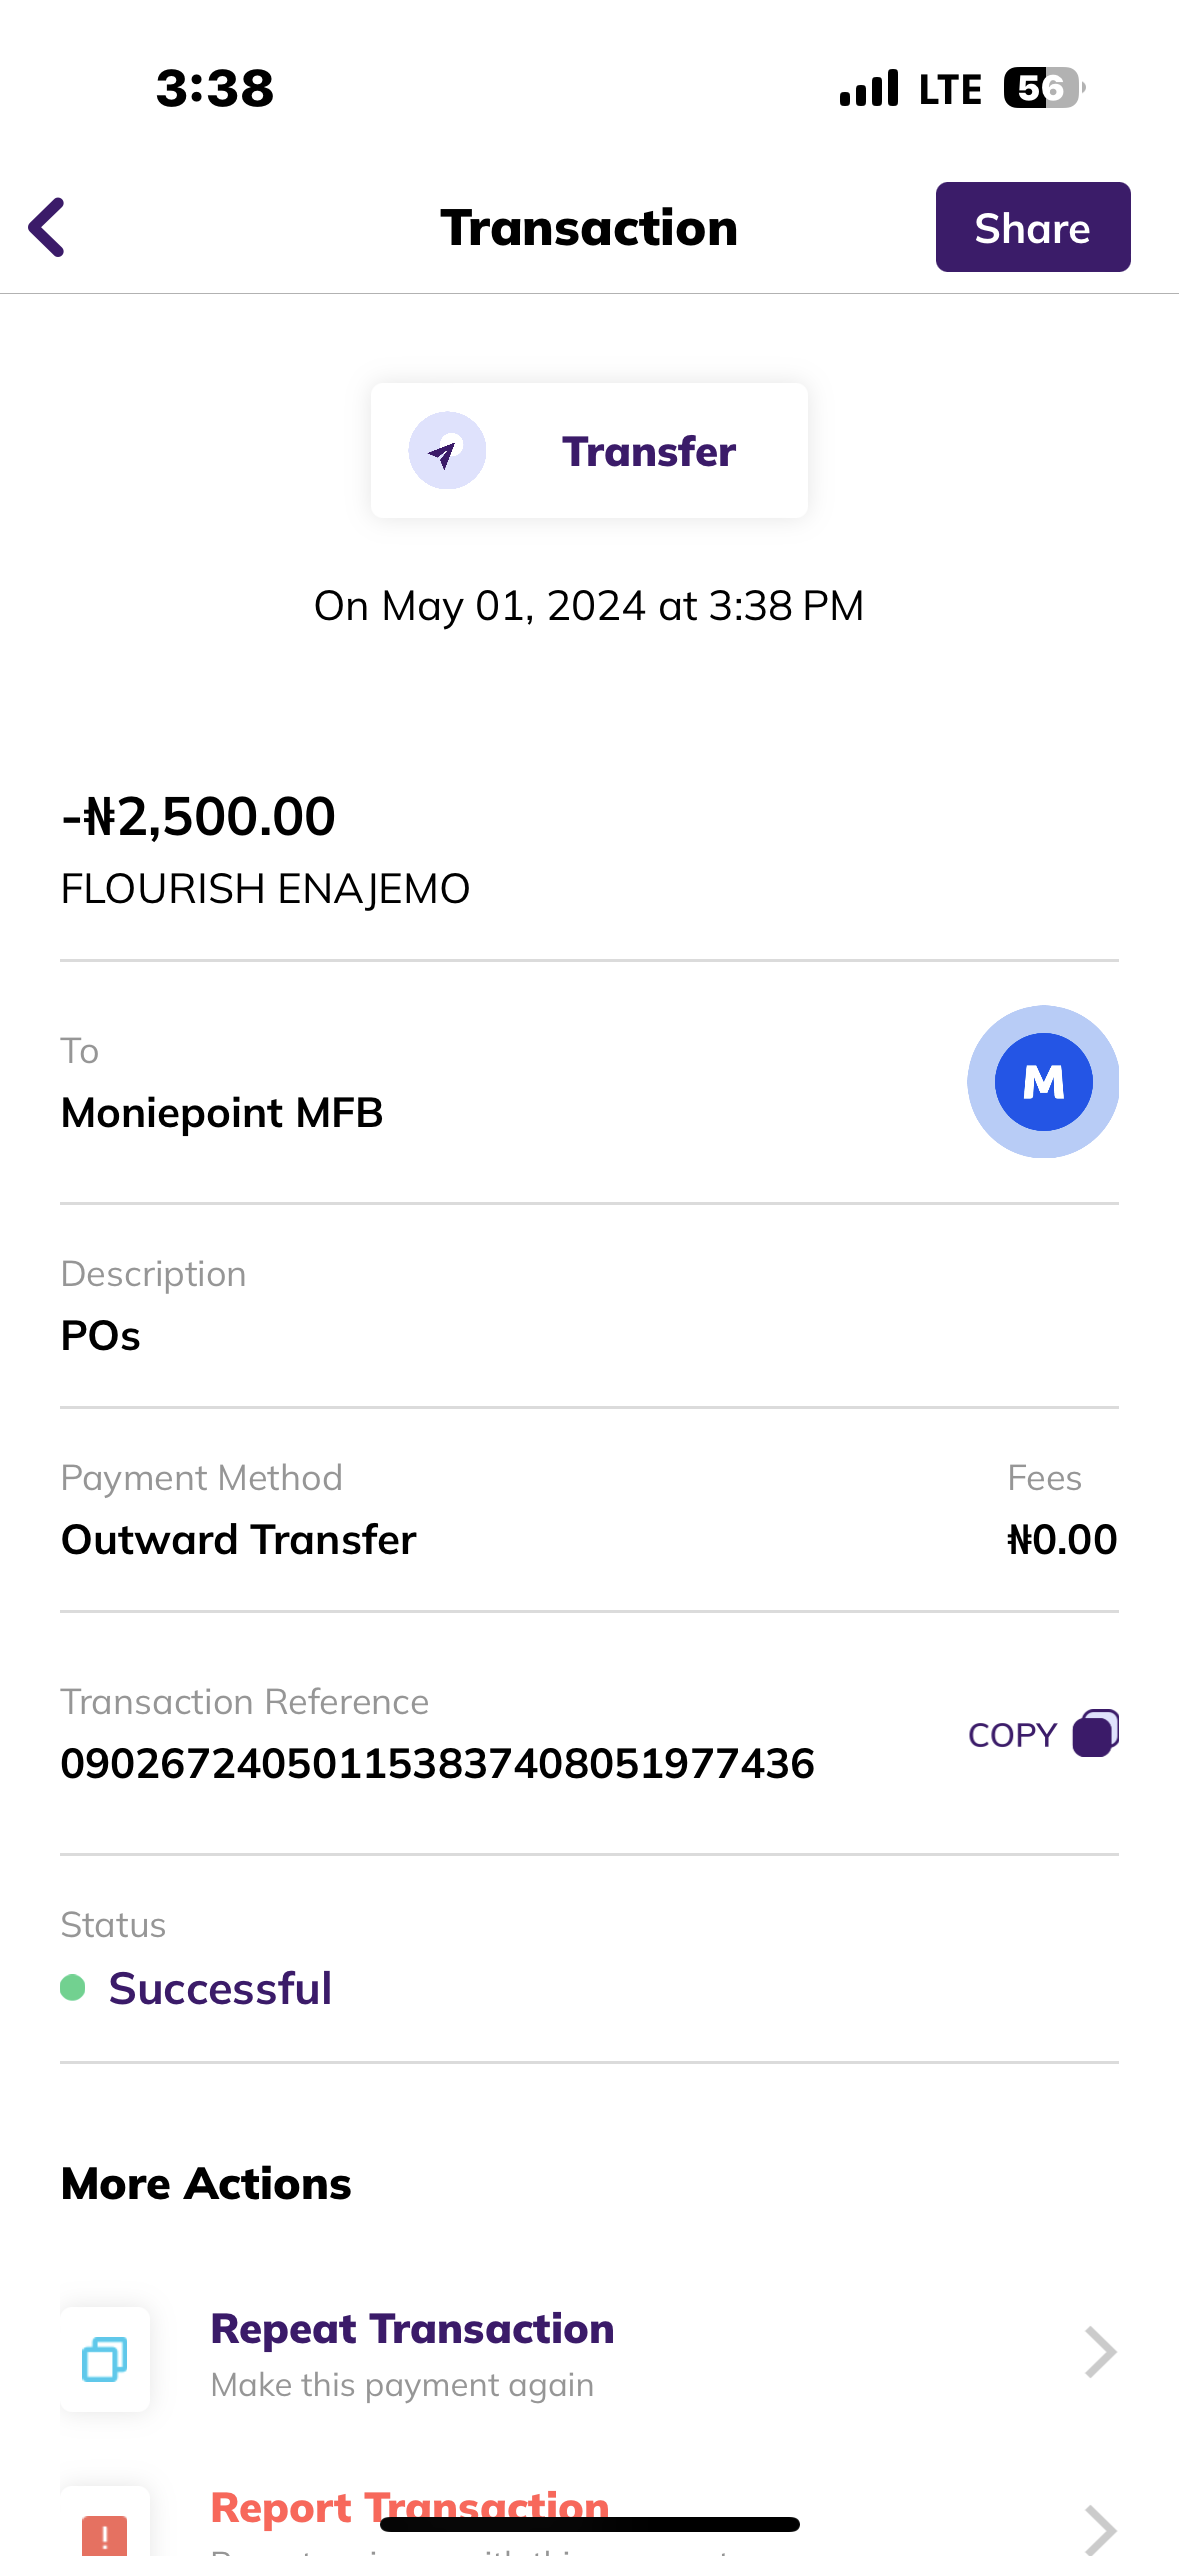 3:38
LTE 56
Transaction
Share
Transfer
On May 01, 2024 at 3:38 PM
-₦2,500.00
FLOURISH ENAJEMO
To
Moniepoint MFB
M
Description
POs
Payment Method
Fees
Outward Transfer
₦0.00
Transaction Reference
COPY
090267240501153837408051977436
Status
Successful
More Actions
Repeat Transaction
Make this payment again
Report Transaction